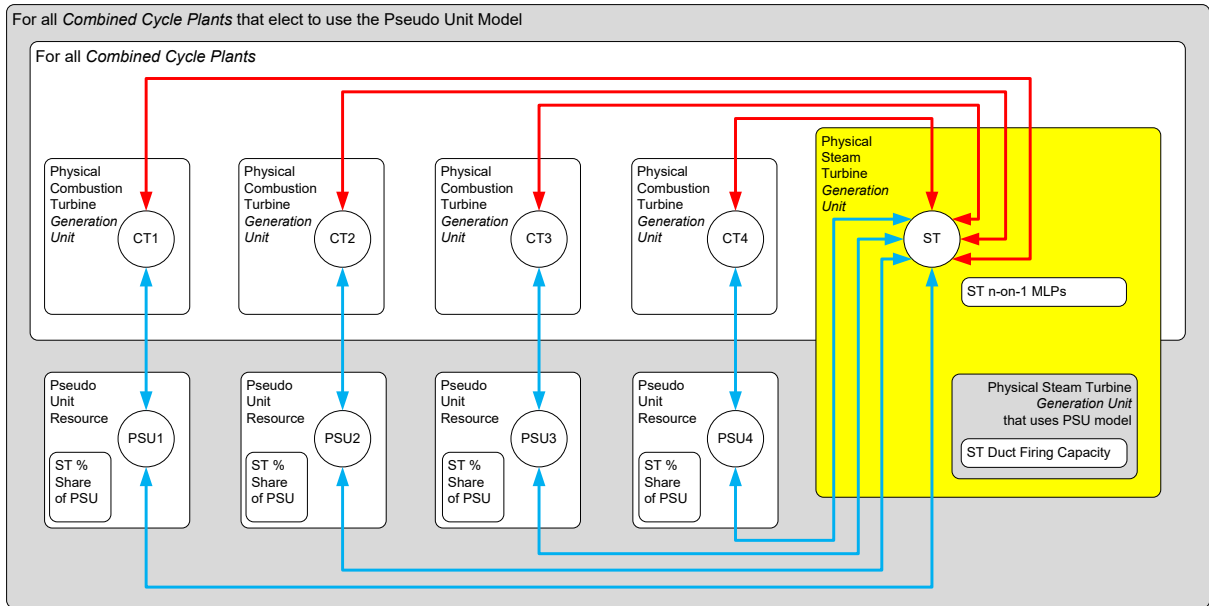 For all Combined Cycle Plants that elect to use the Pseudo Unit Model
For all Combined Cycle Plants
Physical
Combustion
Turbine
Generation
Unit
CT1
Physical
Combustion
Turbine
Generation
Unit
CT2
Physical
Combustion
Turbine
Generation
Unit
CT3
Physical
Combustion
Turbine
Generation
Unit
CT4
Physical
Steam
Turbine
Generation
Unit
ST
ST n-on-1 MLPs
Pseudo
Unit
Resource
PSU1
ST %
Share
of PSU
Pseudo
Unit
Resource
PSU2
ST %
Share
of PSU
Pseudo
Unit
Resource
PSU3
ST %
Share
of PSU
Pseudo
Unit
Resource
PSU4
ST %
Share
of PSU
Physical Steam Turbine
Generation Unit
that uses PSU model
ST Duct Firing Capacity